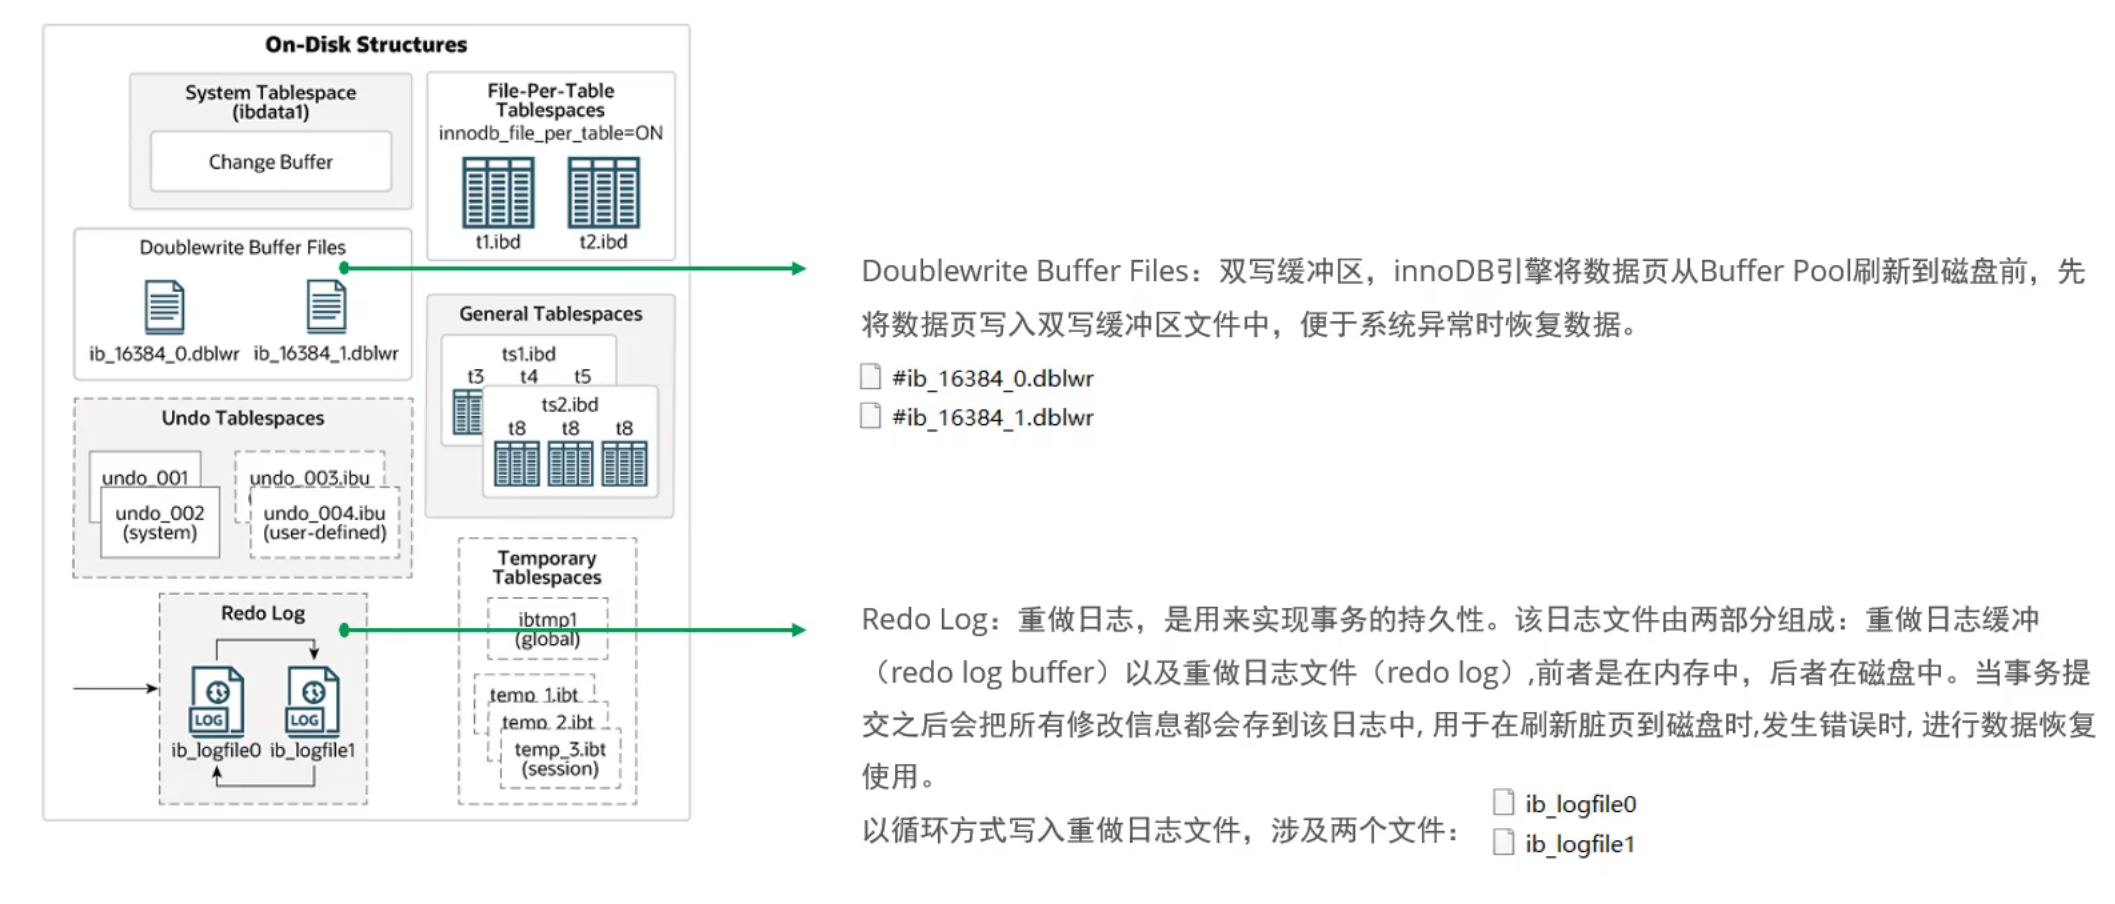 On-Disk Structures
System Tablespace
(ibdata1)
Change Buffer
File-Per-Table
Tablespaces
innodb_file_per_table=ON
t1.ibd
t2.ibd
Doublewrite Buffer Files
ib_16384_0.dblwr
ib_16384_1.dblwr
General Tablespaces
ts1.ibd
t3 t4 t5
ts2.ibd
t8 t8 t8
Undo Tablespaces
undo_001
undo_002
(system)
undo_003.ibu
undo_004.ibu
(user-defined)
Temporary
Tablespaces
ibtmp1
(global)
temp_1.ibt
temp_2.ibt
temp_3.ibt
(session)
Redo Log
LOG
LOG
ib_logfile0
ib_logfile1
Doublewrite Buffer Files：双写缓冲区，innoDB引擎将数据页从Buffer Pool刷新到磁盘前，先
将数据页写入双写缓冲区文件中，便于系统异常时恢复数据。
#ib_16384_0.dblwr
#ib_16384_1.dblwr
Redo Log：重做日志，是用来实现事务的持久性。该日志文件由两部分组成：重做日志缓冲
（redo log buffer）以及重做日志文件（redo log）,前者是在内存中，后者在磁盘中。当事务提
交之后会把所有修改信息都会存到该日志中, 用于在刷新脏页到磁盘时,发生错误时, 进行数据恢复
使用。
以循环方式写入重做日志文件，涉及两个文件：
ib_logfile0
ib_logfile1